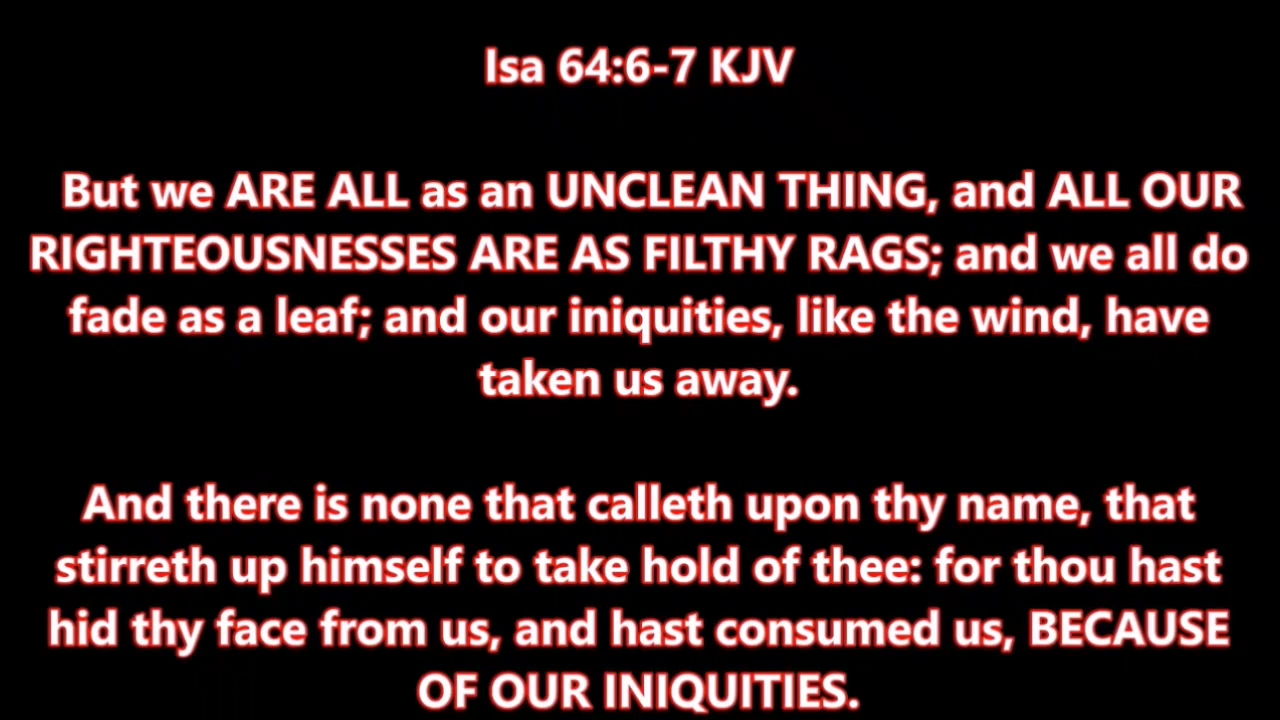 Isa 64:6-7 KJV
But we ARE ALL as an UNCLEAN THING, and ALL OUR
RIGHTEOUSNESSES ARE AS FILTHY RAGS; and we all do
fade as a leaf; and our iniquities, like the wind, have
taken us away.
And there is none that calleth upon thy name, that
stirreth up himself to take hold of thee: for thou hast
hid thy face from us, and hast consumed us, BECAUSE
OF OUR INIQUITIES.